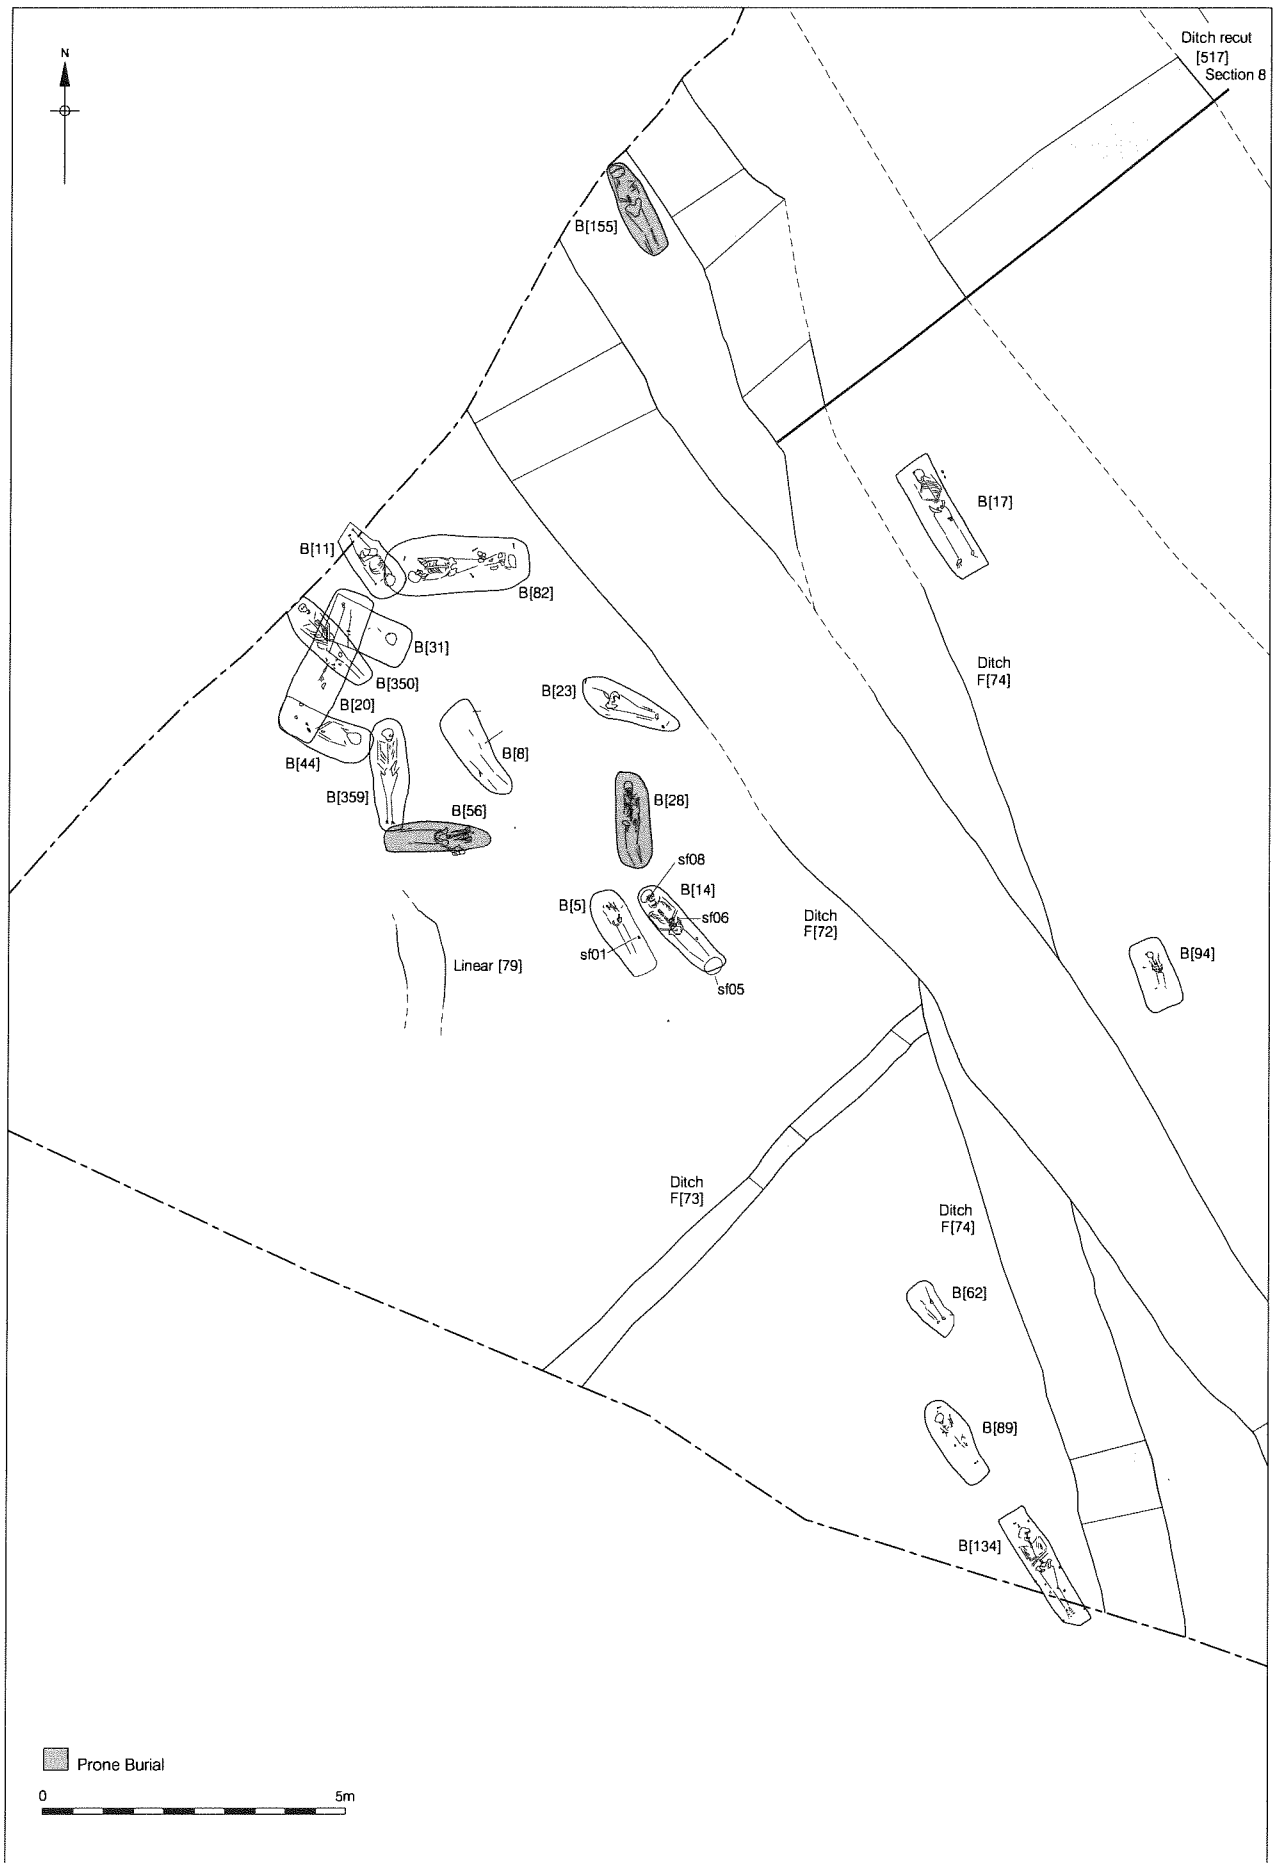 N
Ditch recut
[517]
Section 8
B[155]
B[17]
B[11]
B[82]
B[31]
B[350]
B[20]
B[44]
B[23]
B[8]
B[359]
B[56]
B[28]
sf08
B[14]
B[5]
sf06
sf01
sf05
Linear [79]
Ditch
F[74]
Ditch
F[72]
B[94]
Ditch
F[73]
Ditch
F[74]
B[62]
B[89]
B[134]
Prone Burial
0
5m